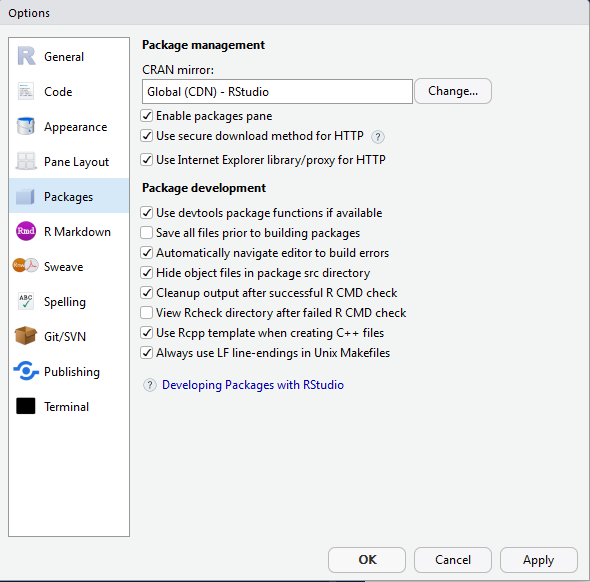 Options
General
Code
Appearance
Pane Layout
Packages
Rmd R Markdown
Sweave
ABC Spelling
Git/SVN
Publishing
Terminal
Package management
CRAN mirror:
Global (CDN) - RStudio Change...
Enable packages pane
Use secure download method for HTTP ?
Use Internet Explorer library/proxy for HTTP
Package development
Use devtools package functions if available
Save all files prior to building packages
Automatically navigate editor to build errors
Hide object files in package src directory
Cleanup output after successful R CMD check
View Rcheck directory after failed R CMD check
Use Rcpp template when creating C++ files
Always use LF line-endings in Unix Makefiles
? Developing Packages with RStudio
OK Cancel Apply